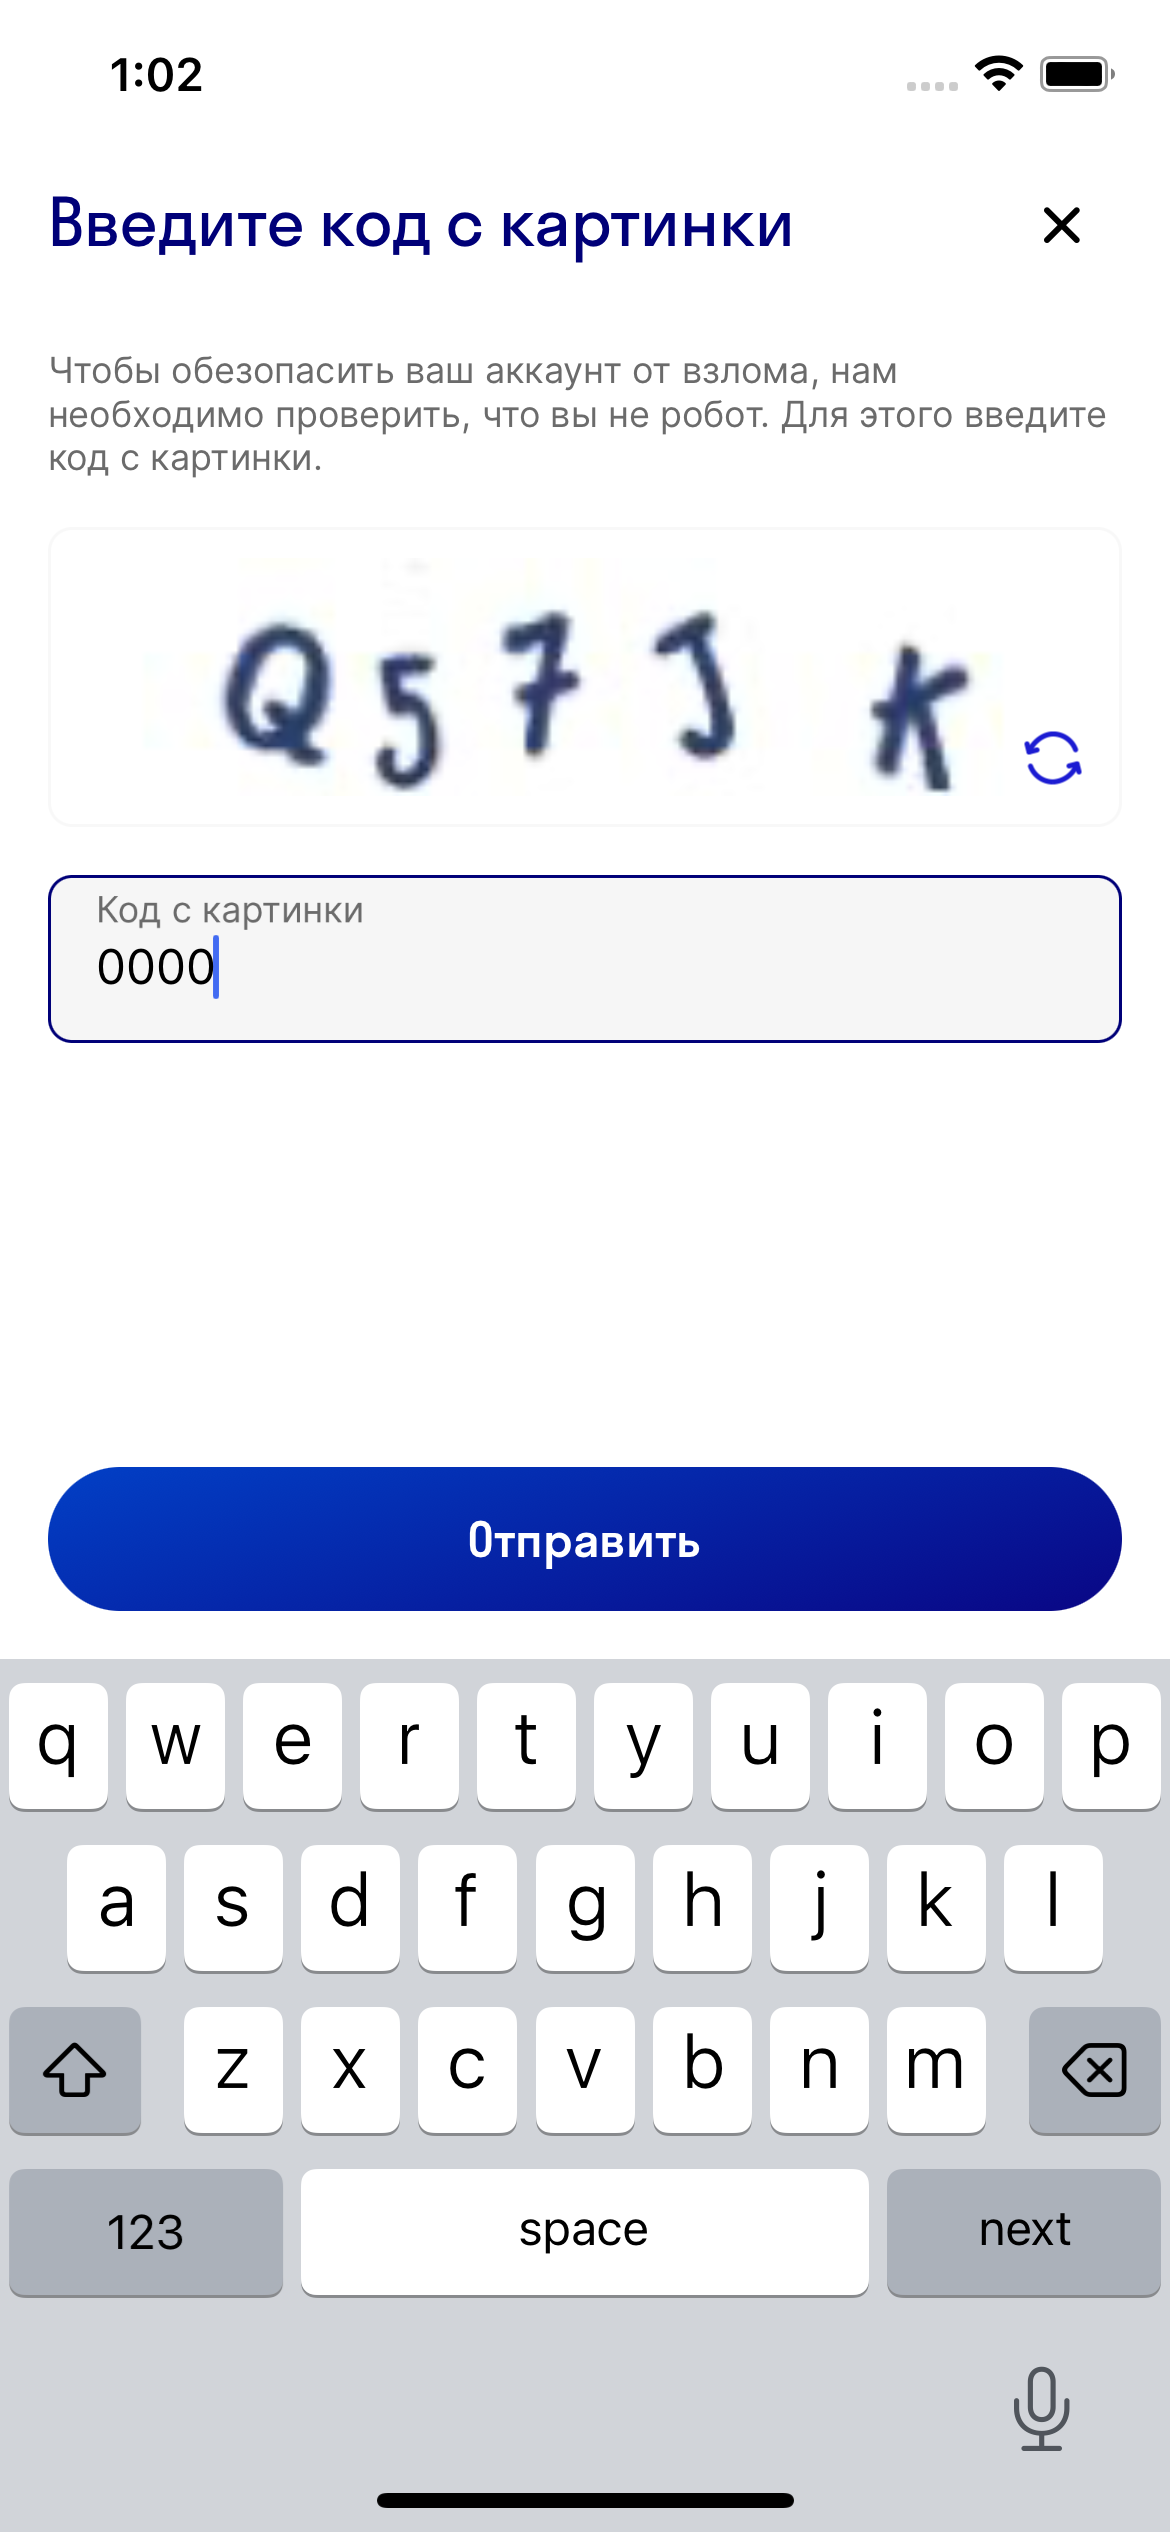 1:02
Введите код с картинки
Чтобы обезопасить ваш аккаунт от взлома, нам
необходимо проверить, что вы не робот. Для этого введите
код с картинки.
Q57JK
Код с картинки
0000
Отправить
q w e r t y u i o p
a s d f g h j k l
z x c v b n m
123 space next